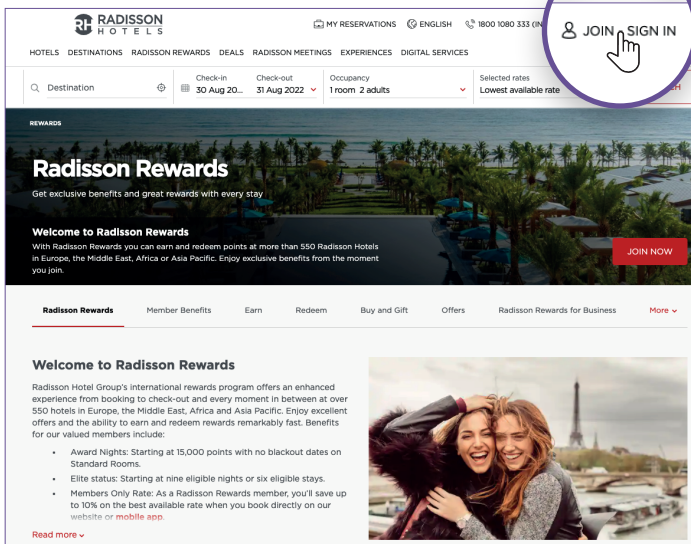 RADISSON
HOTELS
MY RESERVATIONS
ENGLISH
1800 1080 333 (IN
JOIN
SIGN IN
HOTELS
DESTINATIONS
RADISSON REWARDS
DEALS
RADISSON MEETINGS
EXPERIENCES
DIGITAL SERVICES
Destination
Check-in
30 Aug 20...
Check-out
31 Aug 2022
Occupancy
1 room 2 adults
Selected rates
Lowest available rate
REWARDS
Radisson Rewards
Get exclusive benefits and great rewards with every stay
Welcome to Radisson Rewards
With Radisson Rewards you can earn and redeem points at more than 550 Radisson Hotels
in Europe, the Middle East, Africa or Asia Pacific. Enjoy exclusive benefits from the moment
you join.
JOIN NOW
Radisson Rewards
Member Benefits
Earn
Redeem
Buy and Gift
Offers
Radisson Rewards for Business
More
Welcome to Radisson Rewards
Radisson Hotel Group's international rewards program offers an enhanced
experience from booking to check-out and every moment in between at over
550 hotels in Europe, the Middle East, Africa and Asia Pacific. Enjoy excellent
offers and the ability to earn and redeem rewards remarkably fast. Benefits
for our valued members include:
▪ Award Nights: Starting at 15,000 points with no blackout dates on
Standard Rooms.
▪ Elite status: Starting at nine eligible nights or six eligible stays.
▪ Members Only Rate: As a Radisson Rewards member, you'll save up
to 10% on the best available rate when you book directly on our
website or mobile app.
Read more